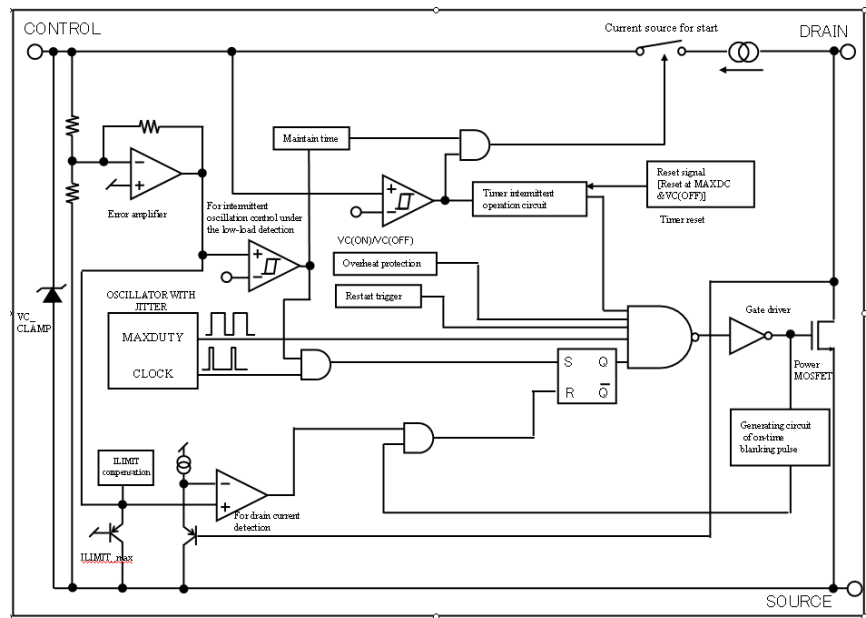 CONTROL
Current source for start
DRAIN
Maintain time
Error amplifier
For intermittent
oscillation control under
the low-load detection
Timer intermittent
operation circuit
Reset signal
[Reset at MAXDC
&VC(OFF)]
Timer reset
VC(ON)/VC(OFF)
Overheat protection
Restart trigger
VC_
CLAMP
OSCILLATOR WITH
JITTER
MAXDUTY
CLOCK
S Q
R Q
Gate driver
Power
MOSFET
Generating circuit
of on-time
blanking pulse
ILIMIT
compensation
For drain current
detection
ILIMIT_max
SOURCE